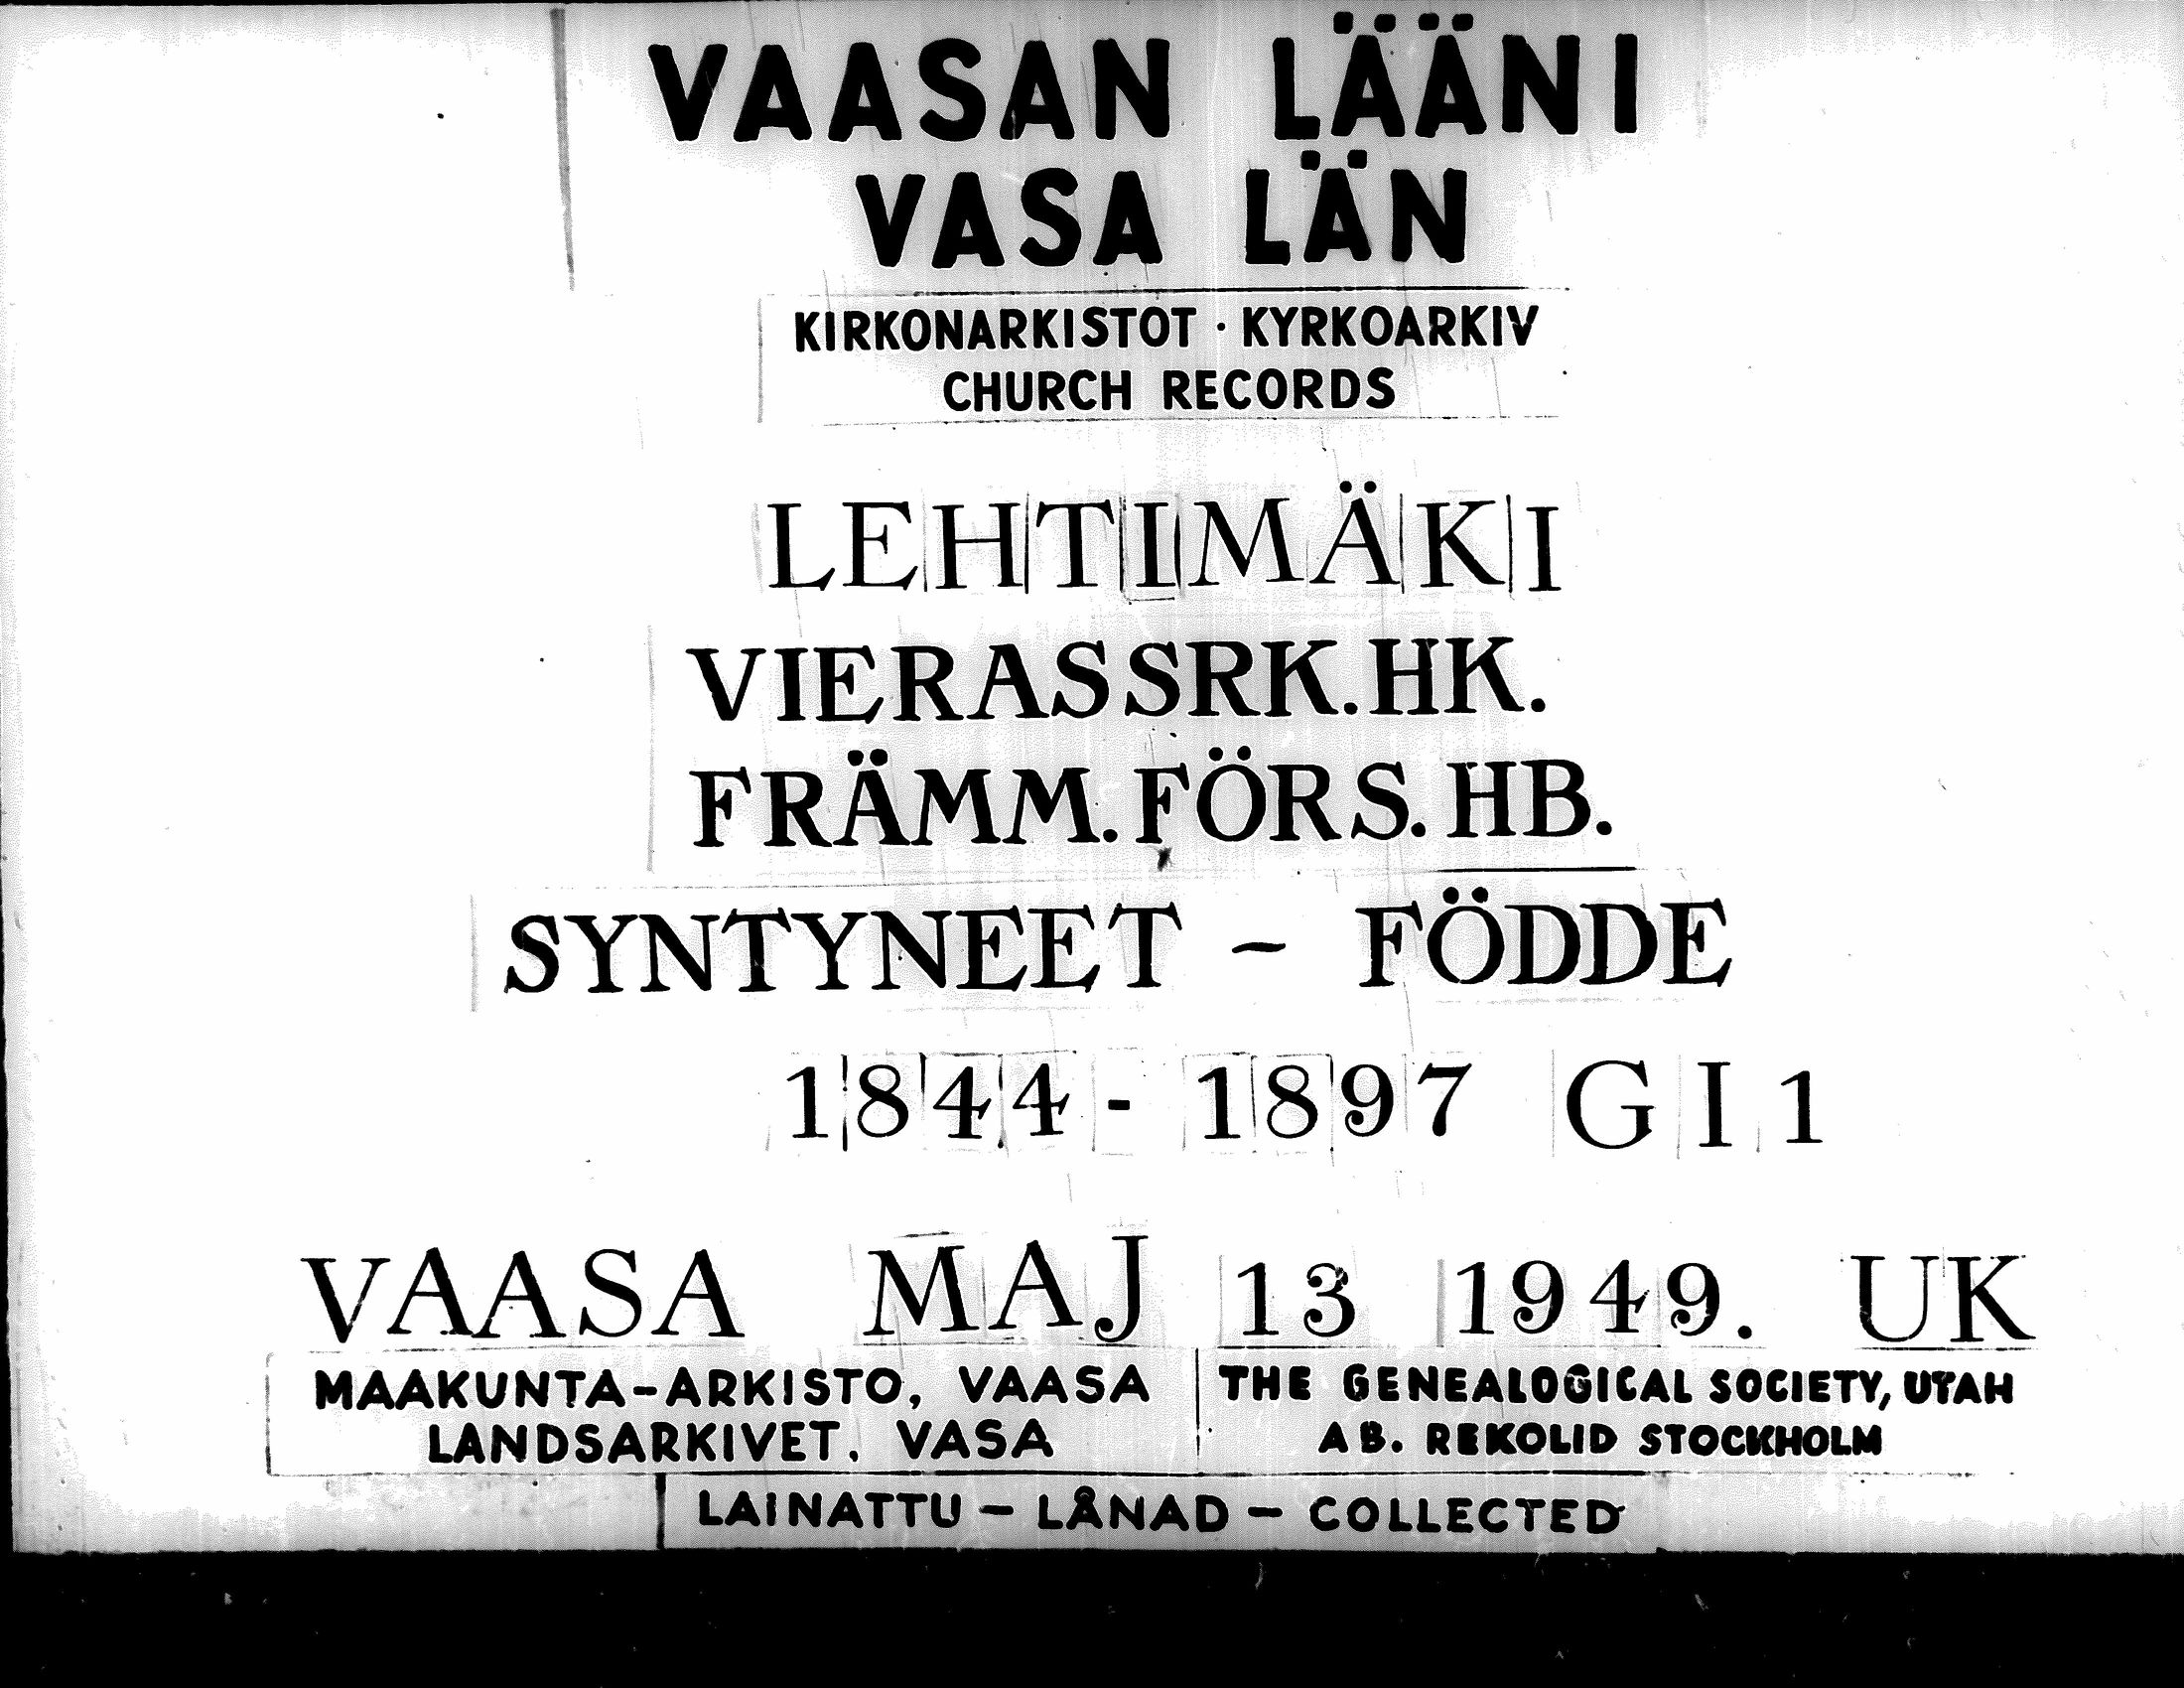 VAASAN LÄÄNI
VASA LÄN
KIRKONARKISTOT · KYRKOARKIV
CHURCH RECORDS
LEHTIMÄKI
VIERASSRK.HK.
FRÄMM.FÖRS.HB.
SYNTYNEET - FÖDDE
1844 - 1897 G I 1
VAASA MAJ 13 1949. UK
MAAKUNTA-ARKISTO, VAASA
LANDSARKIVET. VASA
THE GENEALOGICAL SOCIETY, UTAH
AB. REKOLID STOCKHOLM
LAINATTU - LÅNAD - COLLECTED